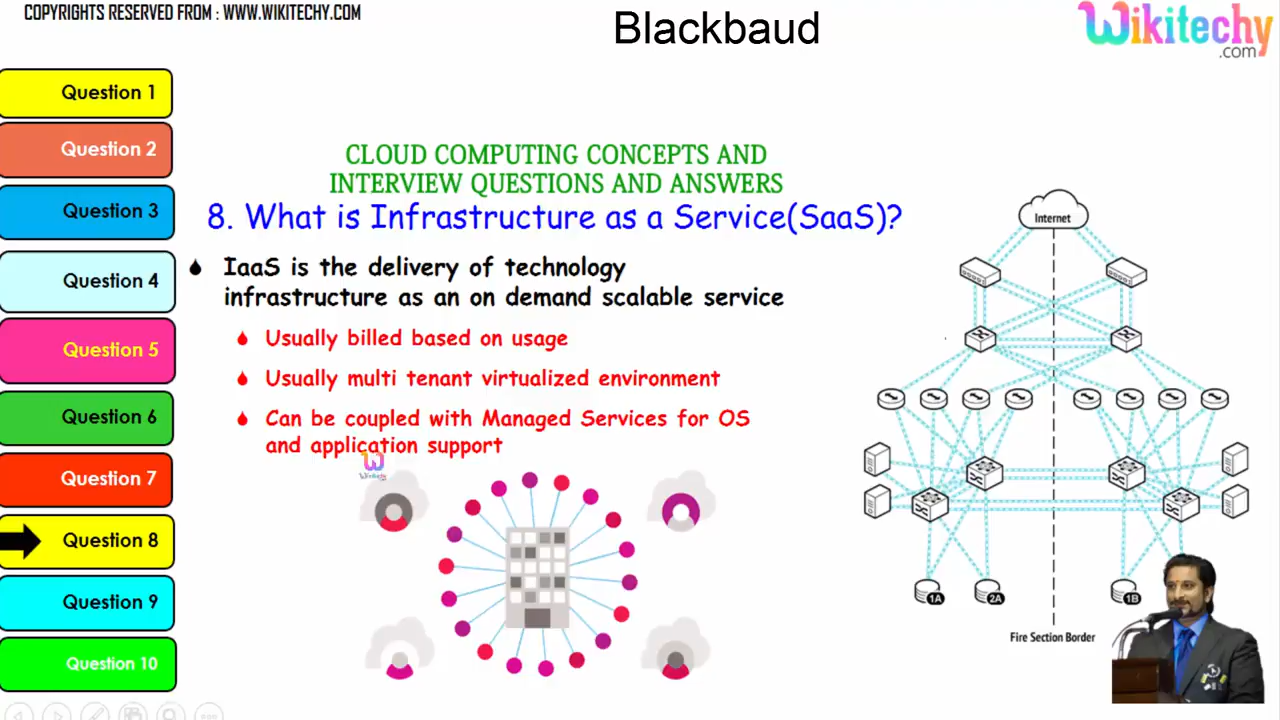 COPYRIGHTS RESERVED FROM : WWW.WIKITECHY.COM
Blackbaud
Wikitechy
.com
Question 1
Question 2
Question 3
Question 4
Question 5
Question 6
Question 7
Question 8
Question 9
Question 10
CLOUD COMPUTING CONCEPTS AND
INTERVIEW QUESTIONS AND ANSWERS
8. What is Infrastructure as a Service(SaaS)?
IaaS is the delivery of technology
infrastructure as an on demand scalable service
Usually billed based on usage
Usually multi tenant virtualized environment
Can be coupled with Managed Services for OS
and application support
Internet
1A
2A
1B
Fire Section Border